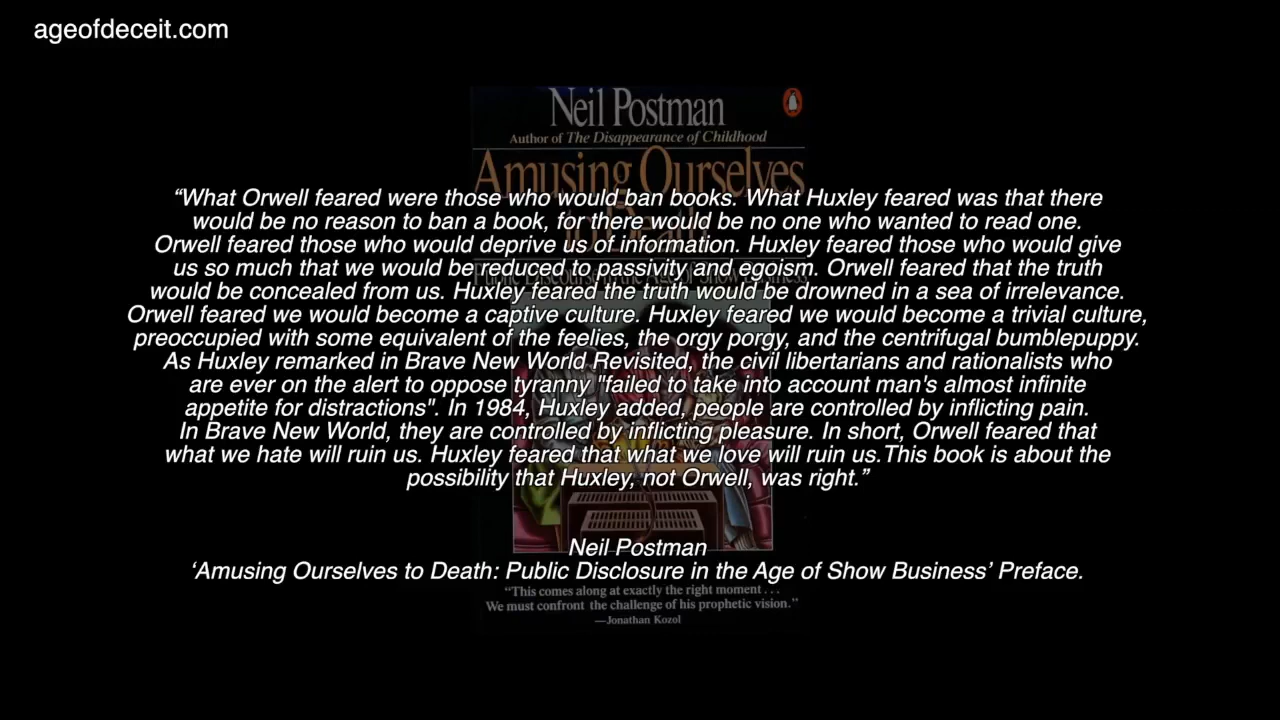 ageofdeceit.com
Neil Postman
Author of The Disappearance of Childhood
Amusing Ourselves
to Death
Public Discourse in the Age of Show Business
“What Orwell feared were those who would ban books. What Huxley feared was that there
would be no reason to ban a book, for there would be no one who wanted to read one.
Orwell feared those who would deprive us of information. Huxley feared those who would give
us so much that we would be reduced to passivity and egoism. Orwell feared that the truth
would be concealed from us. Huxley feared the truth would be drowned in a sea of irrelevance.
Orwell feared we would become a captive culture. Huxley feared we would become a trivial culture,
preoccupied with some equivalent of the feelies, the orgy porgy, and the centrifugal bumblepuppy.
As Huxley remarked in Brave New World Revisited, the civil libertarians and rationalists who
are ever on the alert to oppose tyranny "failed to take into account man's almost infinite
appetite for distractions". In 1984, Huxley added, people are controlled by inflicting pain.
In Brave New World, they are controlled by inflicting pleasure. In short, Orwell feared that
what we hate will ruin us. Huxley feared that what we love will ruin us.This book is about the
possibility that Huxley, not Orwell, was right.”
Neil Postman
‘Amusing Ourselves to Death: Public Disclosure in the Age of Show Business’ Preface.
“This comes along at exactly the right moment . . .
We must confront the challenge of his prophetic vision.”
—Jonathan Kozol